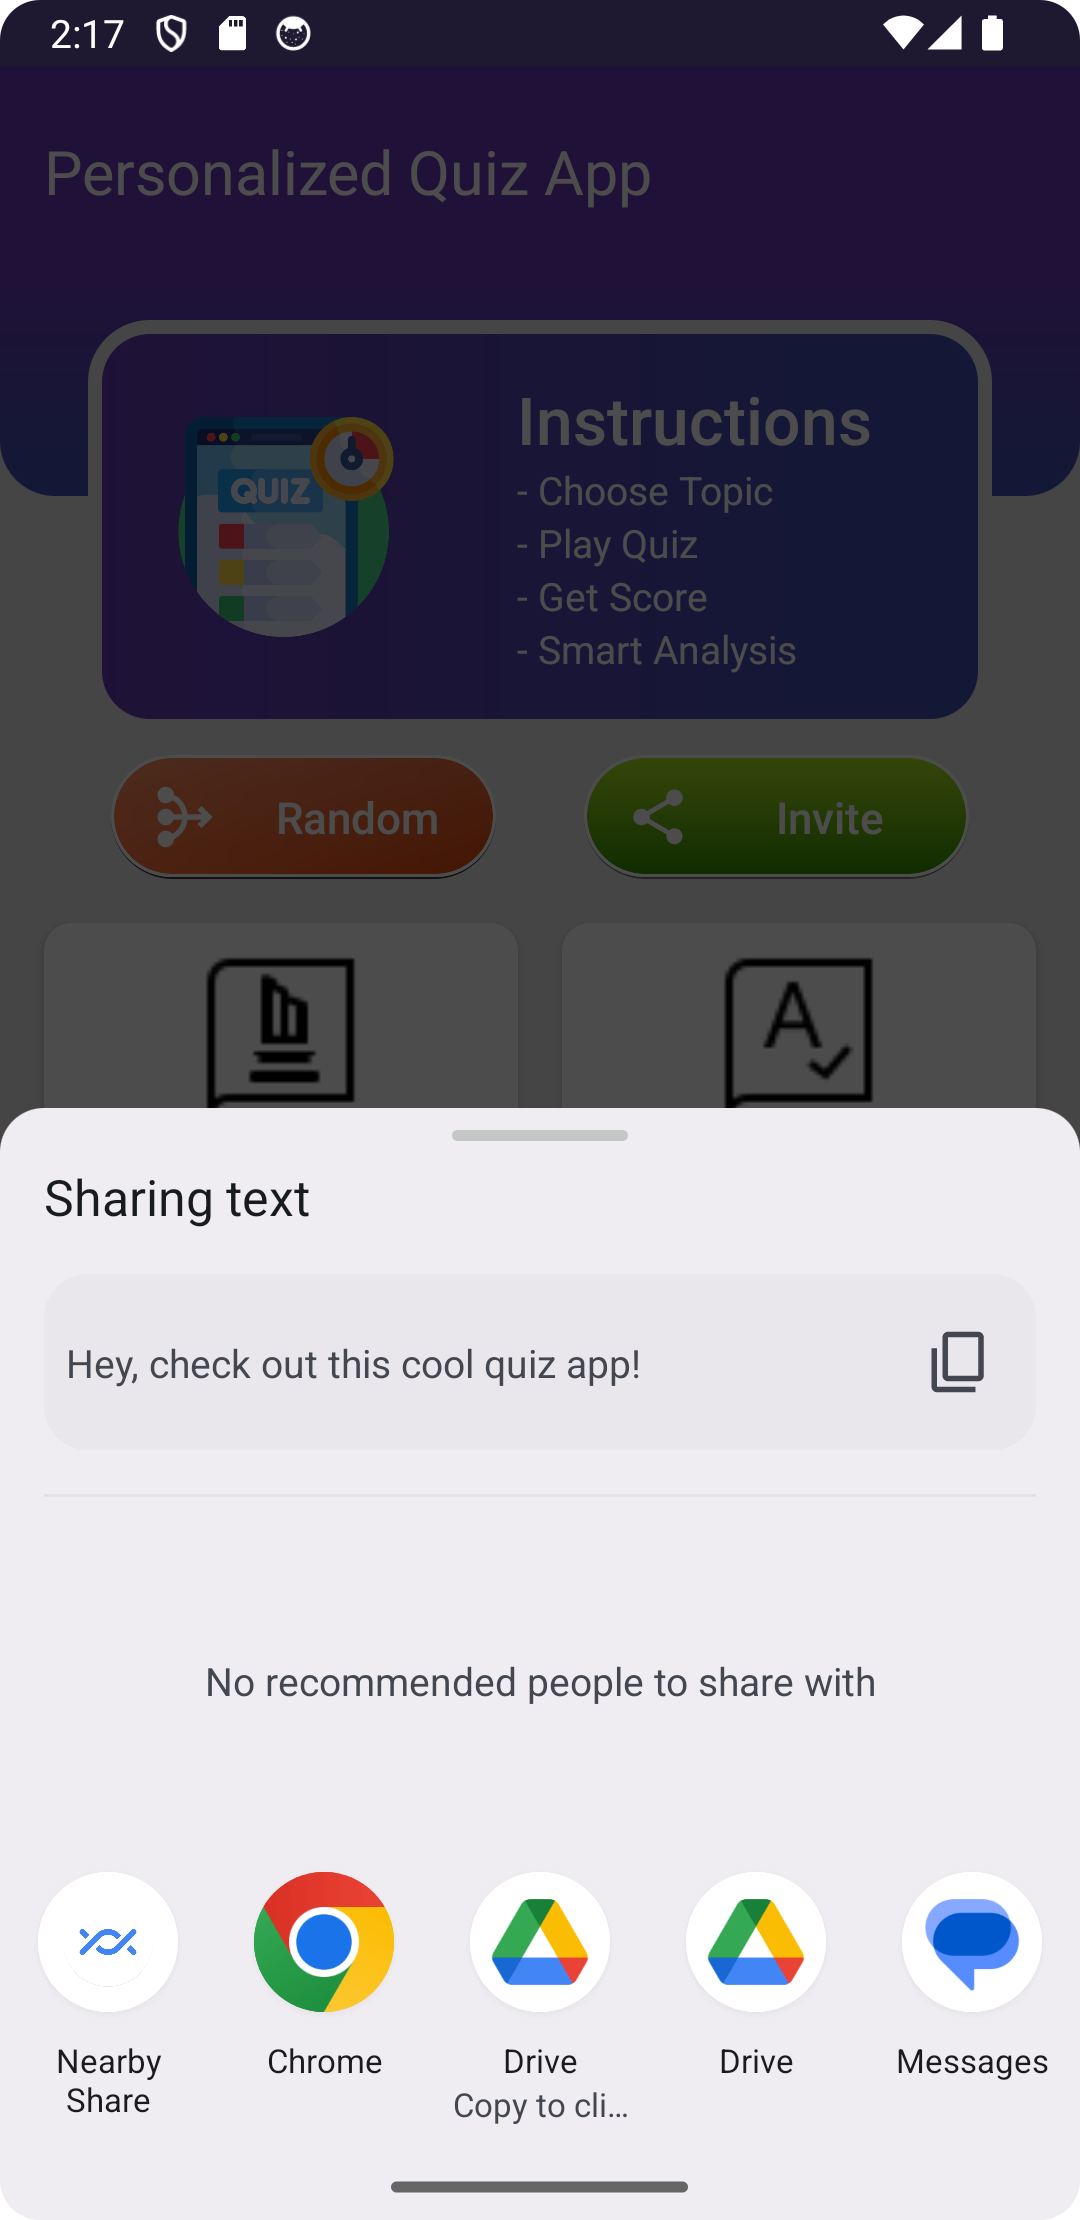 2:17
Personalized Quiz App
QUIZ
Instructions
- Choose Topic
- Play Quiz
- Get Score
- Smart Analysis
Random
Invite
A
Sharing text
Hey, check out this cool quiz app!
No recommended people to share with
Nearby Share
Chrome
Drive
Copy to cli...
Drive
Messages